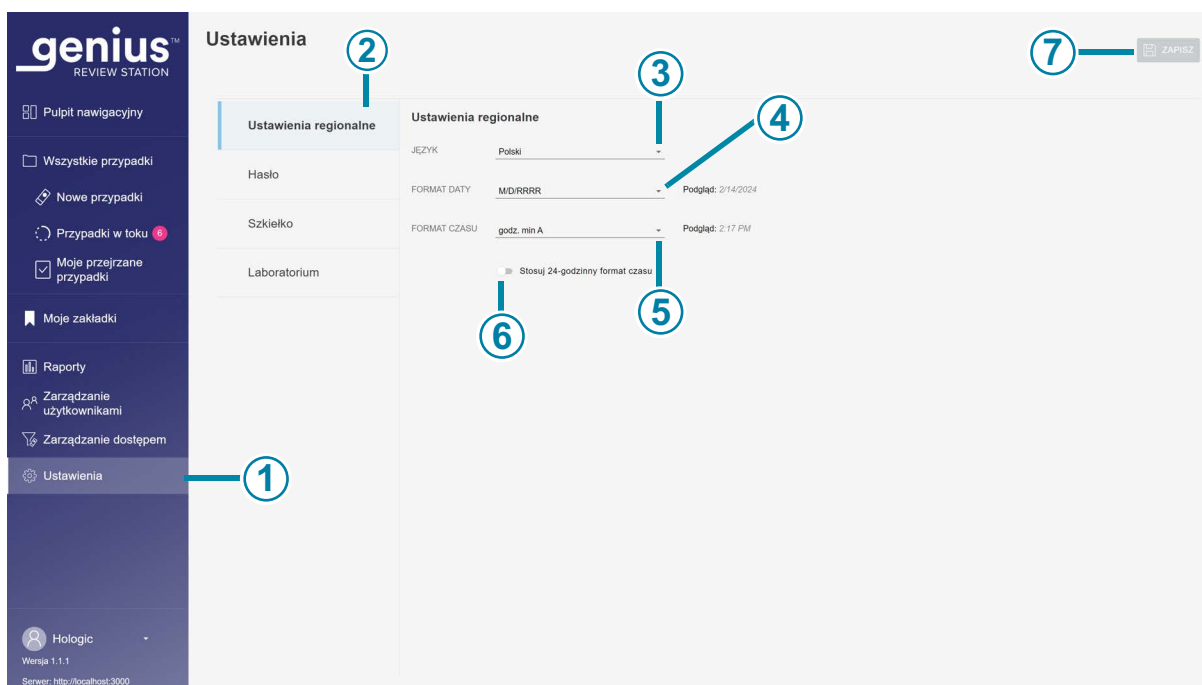 genius™
REVIEW STATION
Pulpit nawigacyjny
Wszystkie przypadki
Nowe przypadki
Przypadki w toku 6
Moje przejrzane
przypadki
Moje zakładki
Raporty
Zarządzanie
użytkownikami
Zarządzanie dostępem
Ustawienia
Hologic
Wersja 1.1.1
Serwer: http://localhost:3000
Ustawienia
ZAPISZ
Ustawienia regionalne
Hasło
Szkiełko
Laboratorium
Ustawienia regionalne
JĘZYK Polski
FORMAT DATY M/D/RRRR Podgląd: 2/14/2024
FORMAT CZASU godz. min A Podgląd: 2:17 PM
Stosuj 24-godzinny format czasu
1
2
3
4
5
6
7